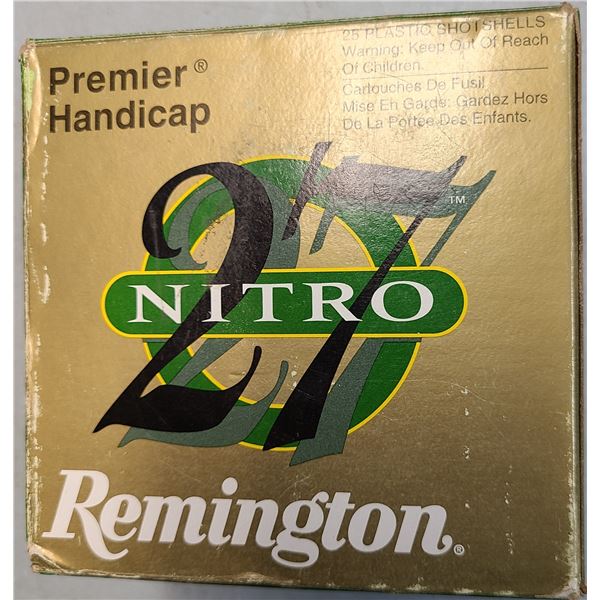 Premier®
Handicap
25 PLASTIC SHOTSHELLS
Warning: Keep Out Of Reach
Of Children.
Cartouches De Fusil
Mise En Garde: Gardez Hors
De La Portée Des Enfants.
27™
NITRO
Remington®